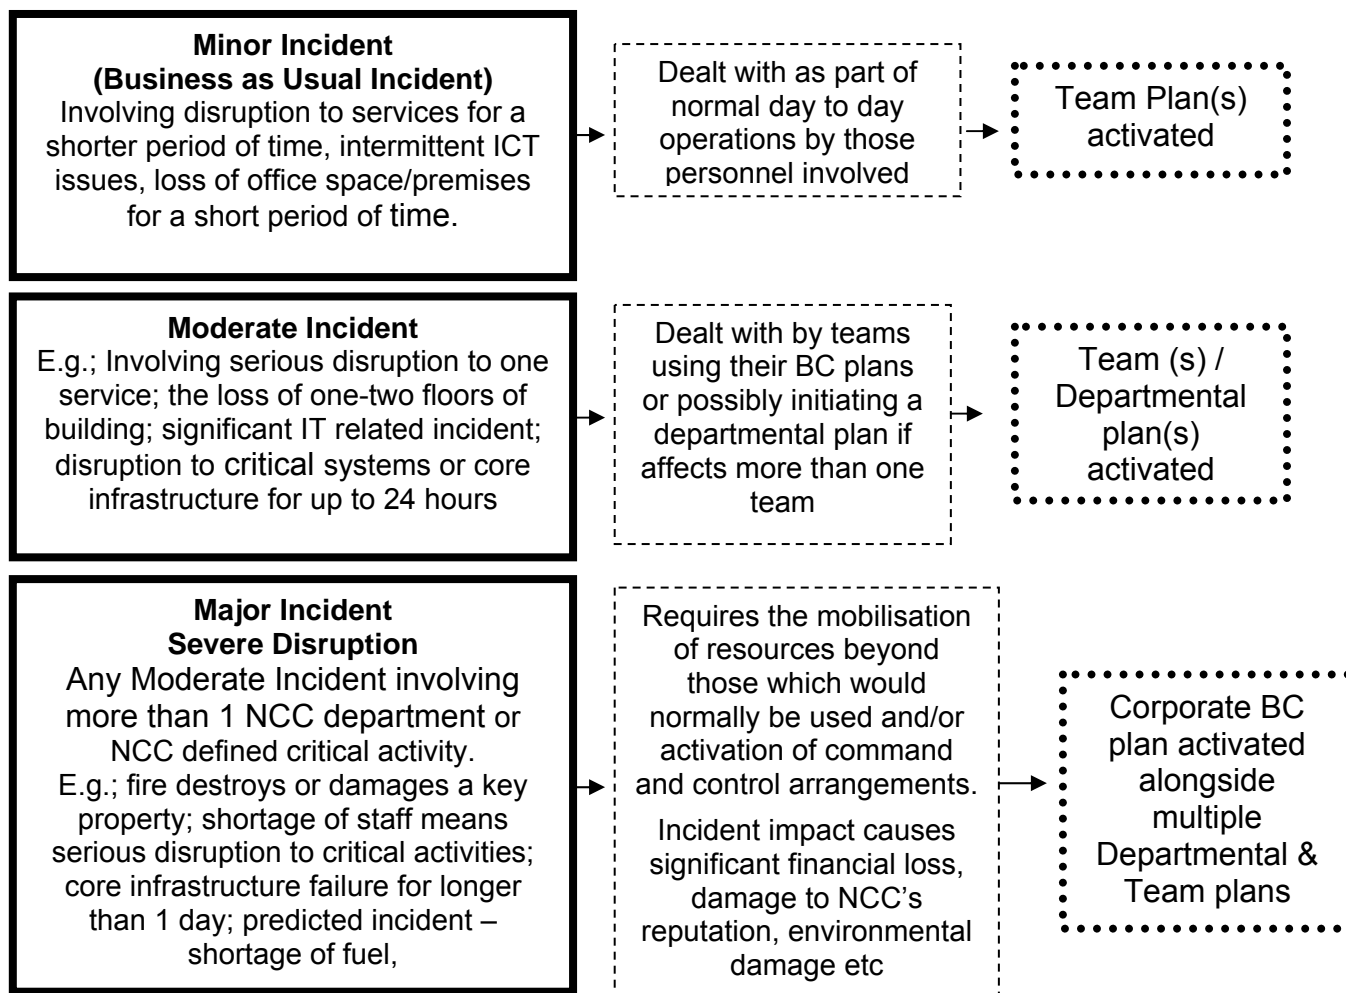 Minor Incident
(Business as Usual Incident)
Involving disruption to services for a
shorter period of time, intermittent ICT
issues, loss of office space/premises
for a short period of time.
Dealt with as part of
normal day to day
operations by those
personnel involved
Team Plan(s)
activated
Moderate Incident
E.g.; Involving serious disruption to one
service; the loss of one-two floors of
building; significant IT related incident;
disruption to critical systems or core
infrastructure for up to 24 hours
Dealt with by teams
using their BC plans
or possibly initiating a
departmental plan if
affects more than one
team
Team (s) /
Departmental
plan(s)
activated
Major Incident
Severe Disruption
Any Moderate Incident involving
more than 1 NCC department or
NCC defined critical activity.
E.g.; fire destroys or damages a key
property; shortage of staff means
serious disruption to critical activities;
core infrastructure failure for longer
than 1 day; predicted incident –
shortage of fuel,
Requires the mobilisation
of resources beyond
those which would
normally be used and/or
activation of command
and control arrangements.
Incident impact causes
significant financial loss,
damage to NCC’s
reputation, environmental
damage etc
Corporate BC
plan activated
alongside
multiple
Departmental &
Team plans